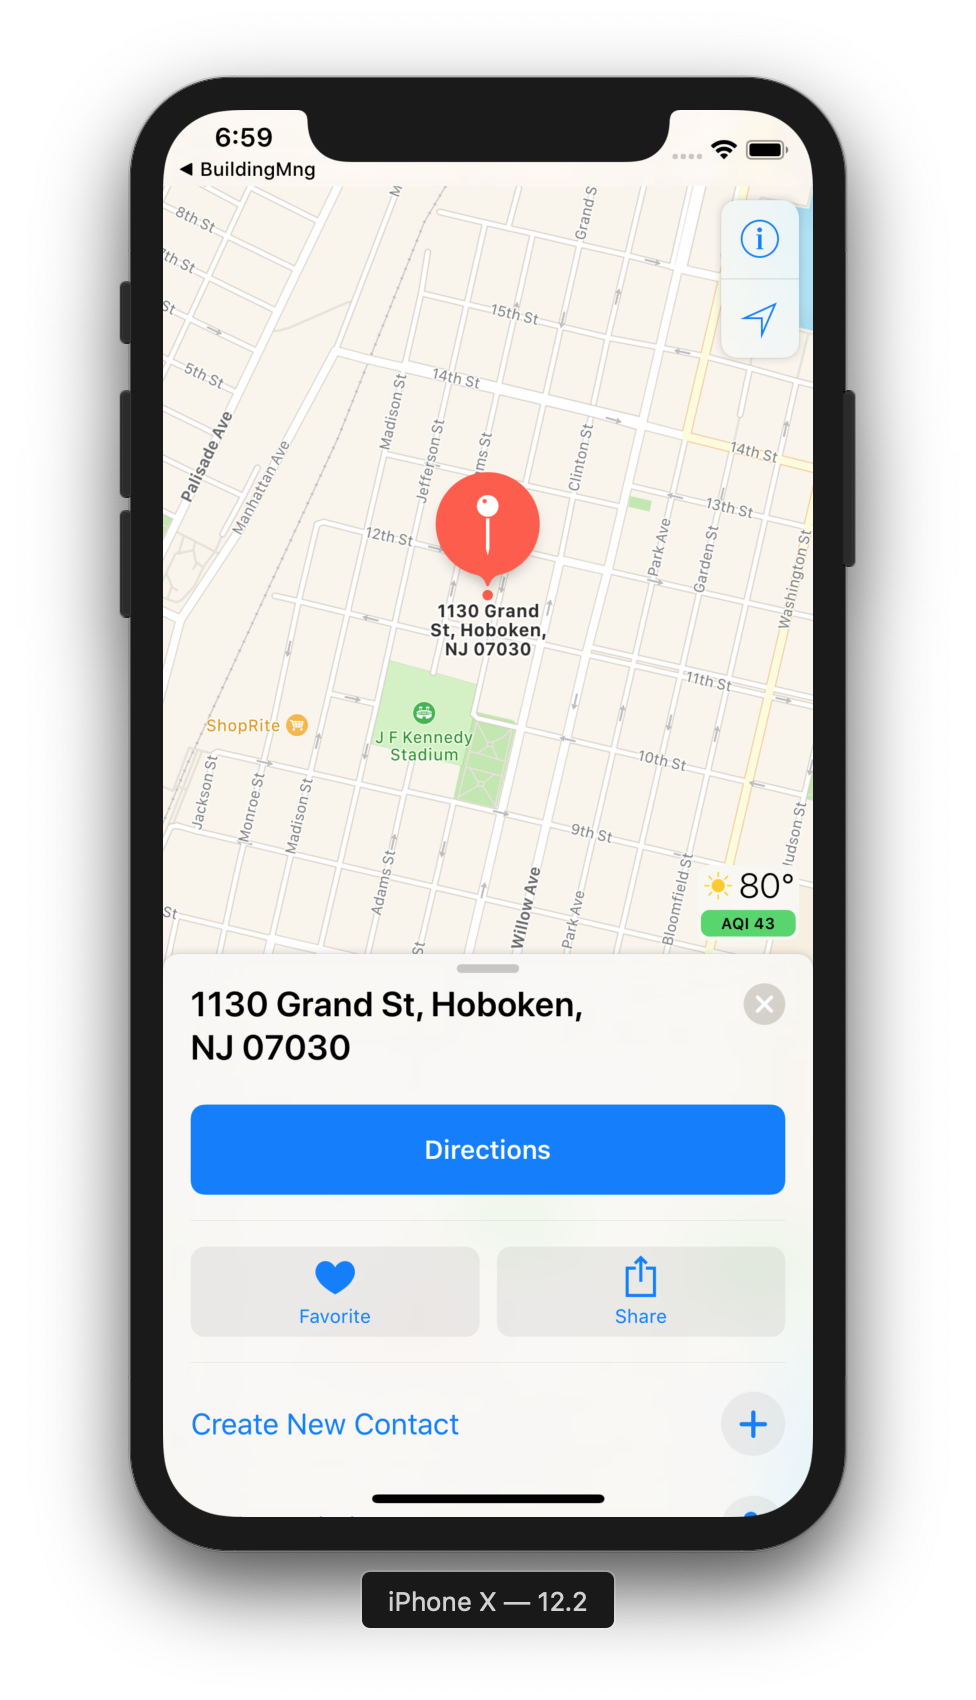 6:59
◀ BuildingMng
8th St
Grand S
5th St
15th St
14th St
Madison St
Jefferson St
ms St
Clinton St
14th St
Palisade Ave
Manhattan Ave
13th St
12th St
Park Ave
Garden St
Washington St
1130 Grand
St, Hoboken,
NJ 07030
11th St
ShopRite
J F Kennedy
Stadium
10th St
Jackson St
Monroe St
Madison St
9th St
Adams St
Willow Ave
Park Ave
Bloomfield St
udson St
80°
AQI 43
St
St
1130 Grand St, Hoboken,
NJ 07030
Directions
Favorite
Share
Create New Contact
iPhone X — 12.2